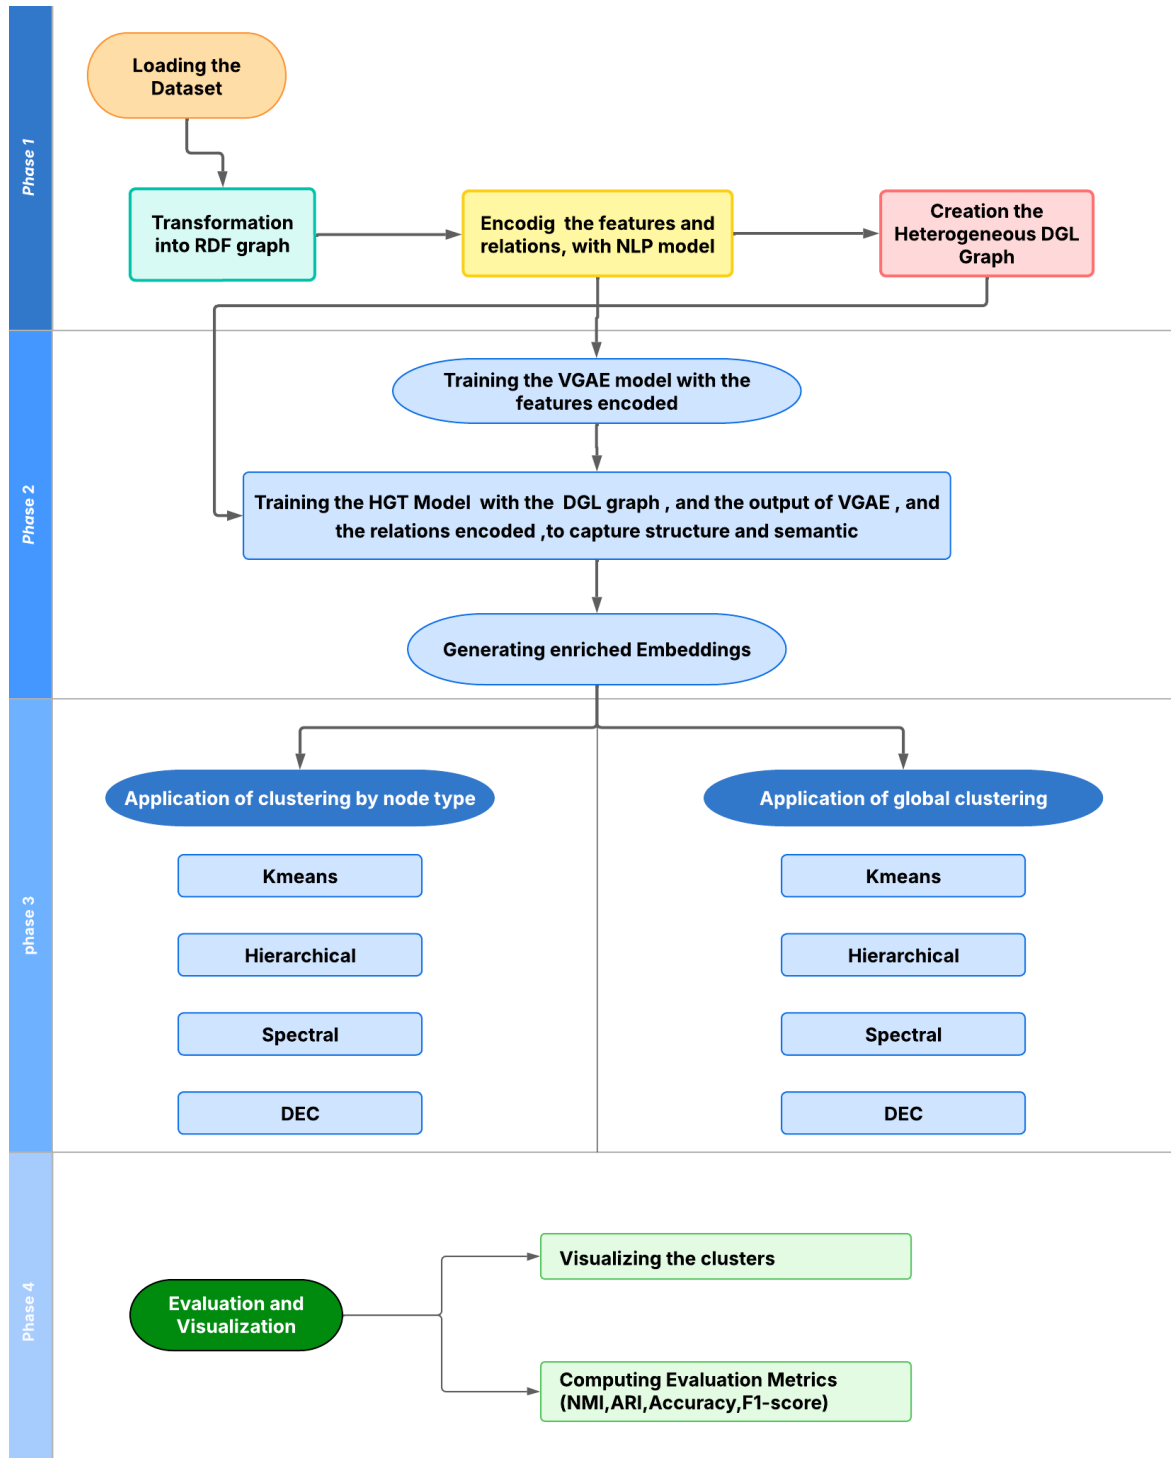 Phase 1
Loading the
Dataset
Transformation
into RDF graph
Encodig the features and
relations, with NLP model
Creation the
Heterogeneous DGL
Graph
Phase 2
Training the VGAE model with the
features encoded
Training the HGT Model with the DGL graph , and the output of VGAE , and
the relations encoded ,to capture structure and semantic
Generating enriched Embeddings
phase 3
Application of clustering by node type
Kmeans
Hierarchical
Spectral
DEC
Application of global clustering
Kmeans
Hierarchical
Spectral
DEC
Phase 4
Evaluation and
Visualization
Visualizing the clusters
Computing Evaluation Metrics
(NMI,ARI,Accuracy,F1-score)